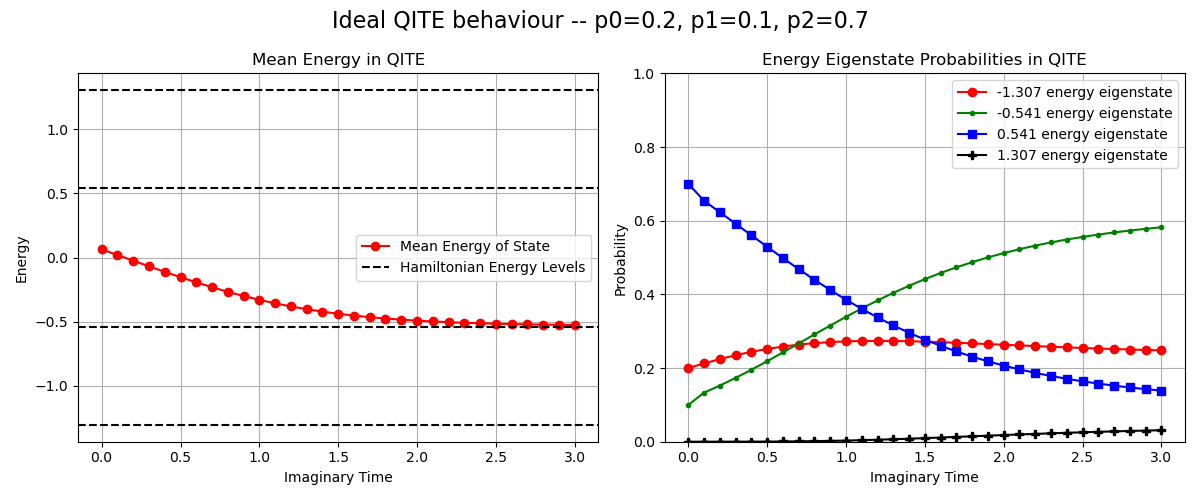 Ideal QITE behaviour -- p0=0.2, p1=0.1, p2=0.7
Mean Energy in QITE
Energy
1.0
0.5
0.0
−0.5
−1.0
Mean Energy of State
Hamiltonian Energy Levels
0.0 0.5 1.0 1.5 2.0 2.5 3.0
Imaginary Time
Energy Eigenstate Probabilities in QITE
Probability
1.0
0.8
0.6
0.4
0.2
0.0
-1.307 energy eigenstate
-0.541 energy eigenstate
0.541 energy eigenstate
1.307 energy eigenstate
0.0 0.5 1.0 1.5 2.0 2.5 3.0
Imaginary Time